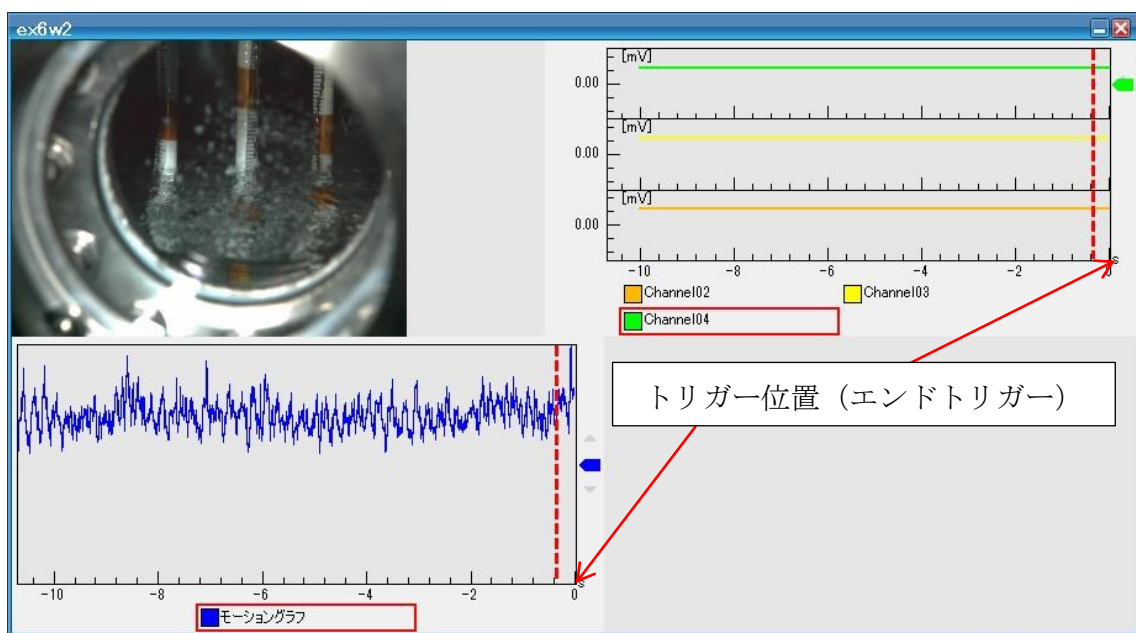 ex6w2
[mV]
0.00
[mV]
0.00
[mV]
0.00
-10 -8 -6 -4 -2 0 s
Channel02 Channel03
Channel04
トリガー位置（エンドトリガー）
-10 -8 -6 -4 -2 0 s
モーショングラフ